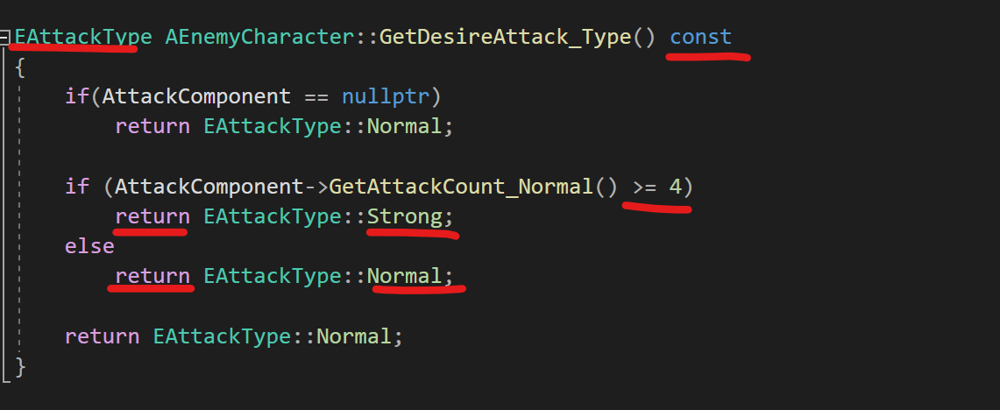 EAttackType AEnemyCharacter::GetDesireAttack_Type() const
{
if(AttackComponent == nullptr)
return EAttackType::Normal;
if (AttackComponent->GetAttackCount_Normal() >= 4)
return EAttackType::Strong;
else
return EAttackType::Normal;
return EAttackType::Normal;
}